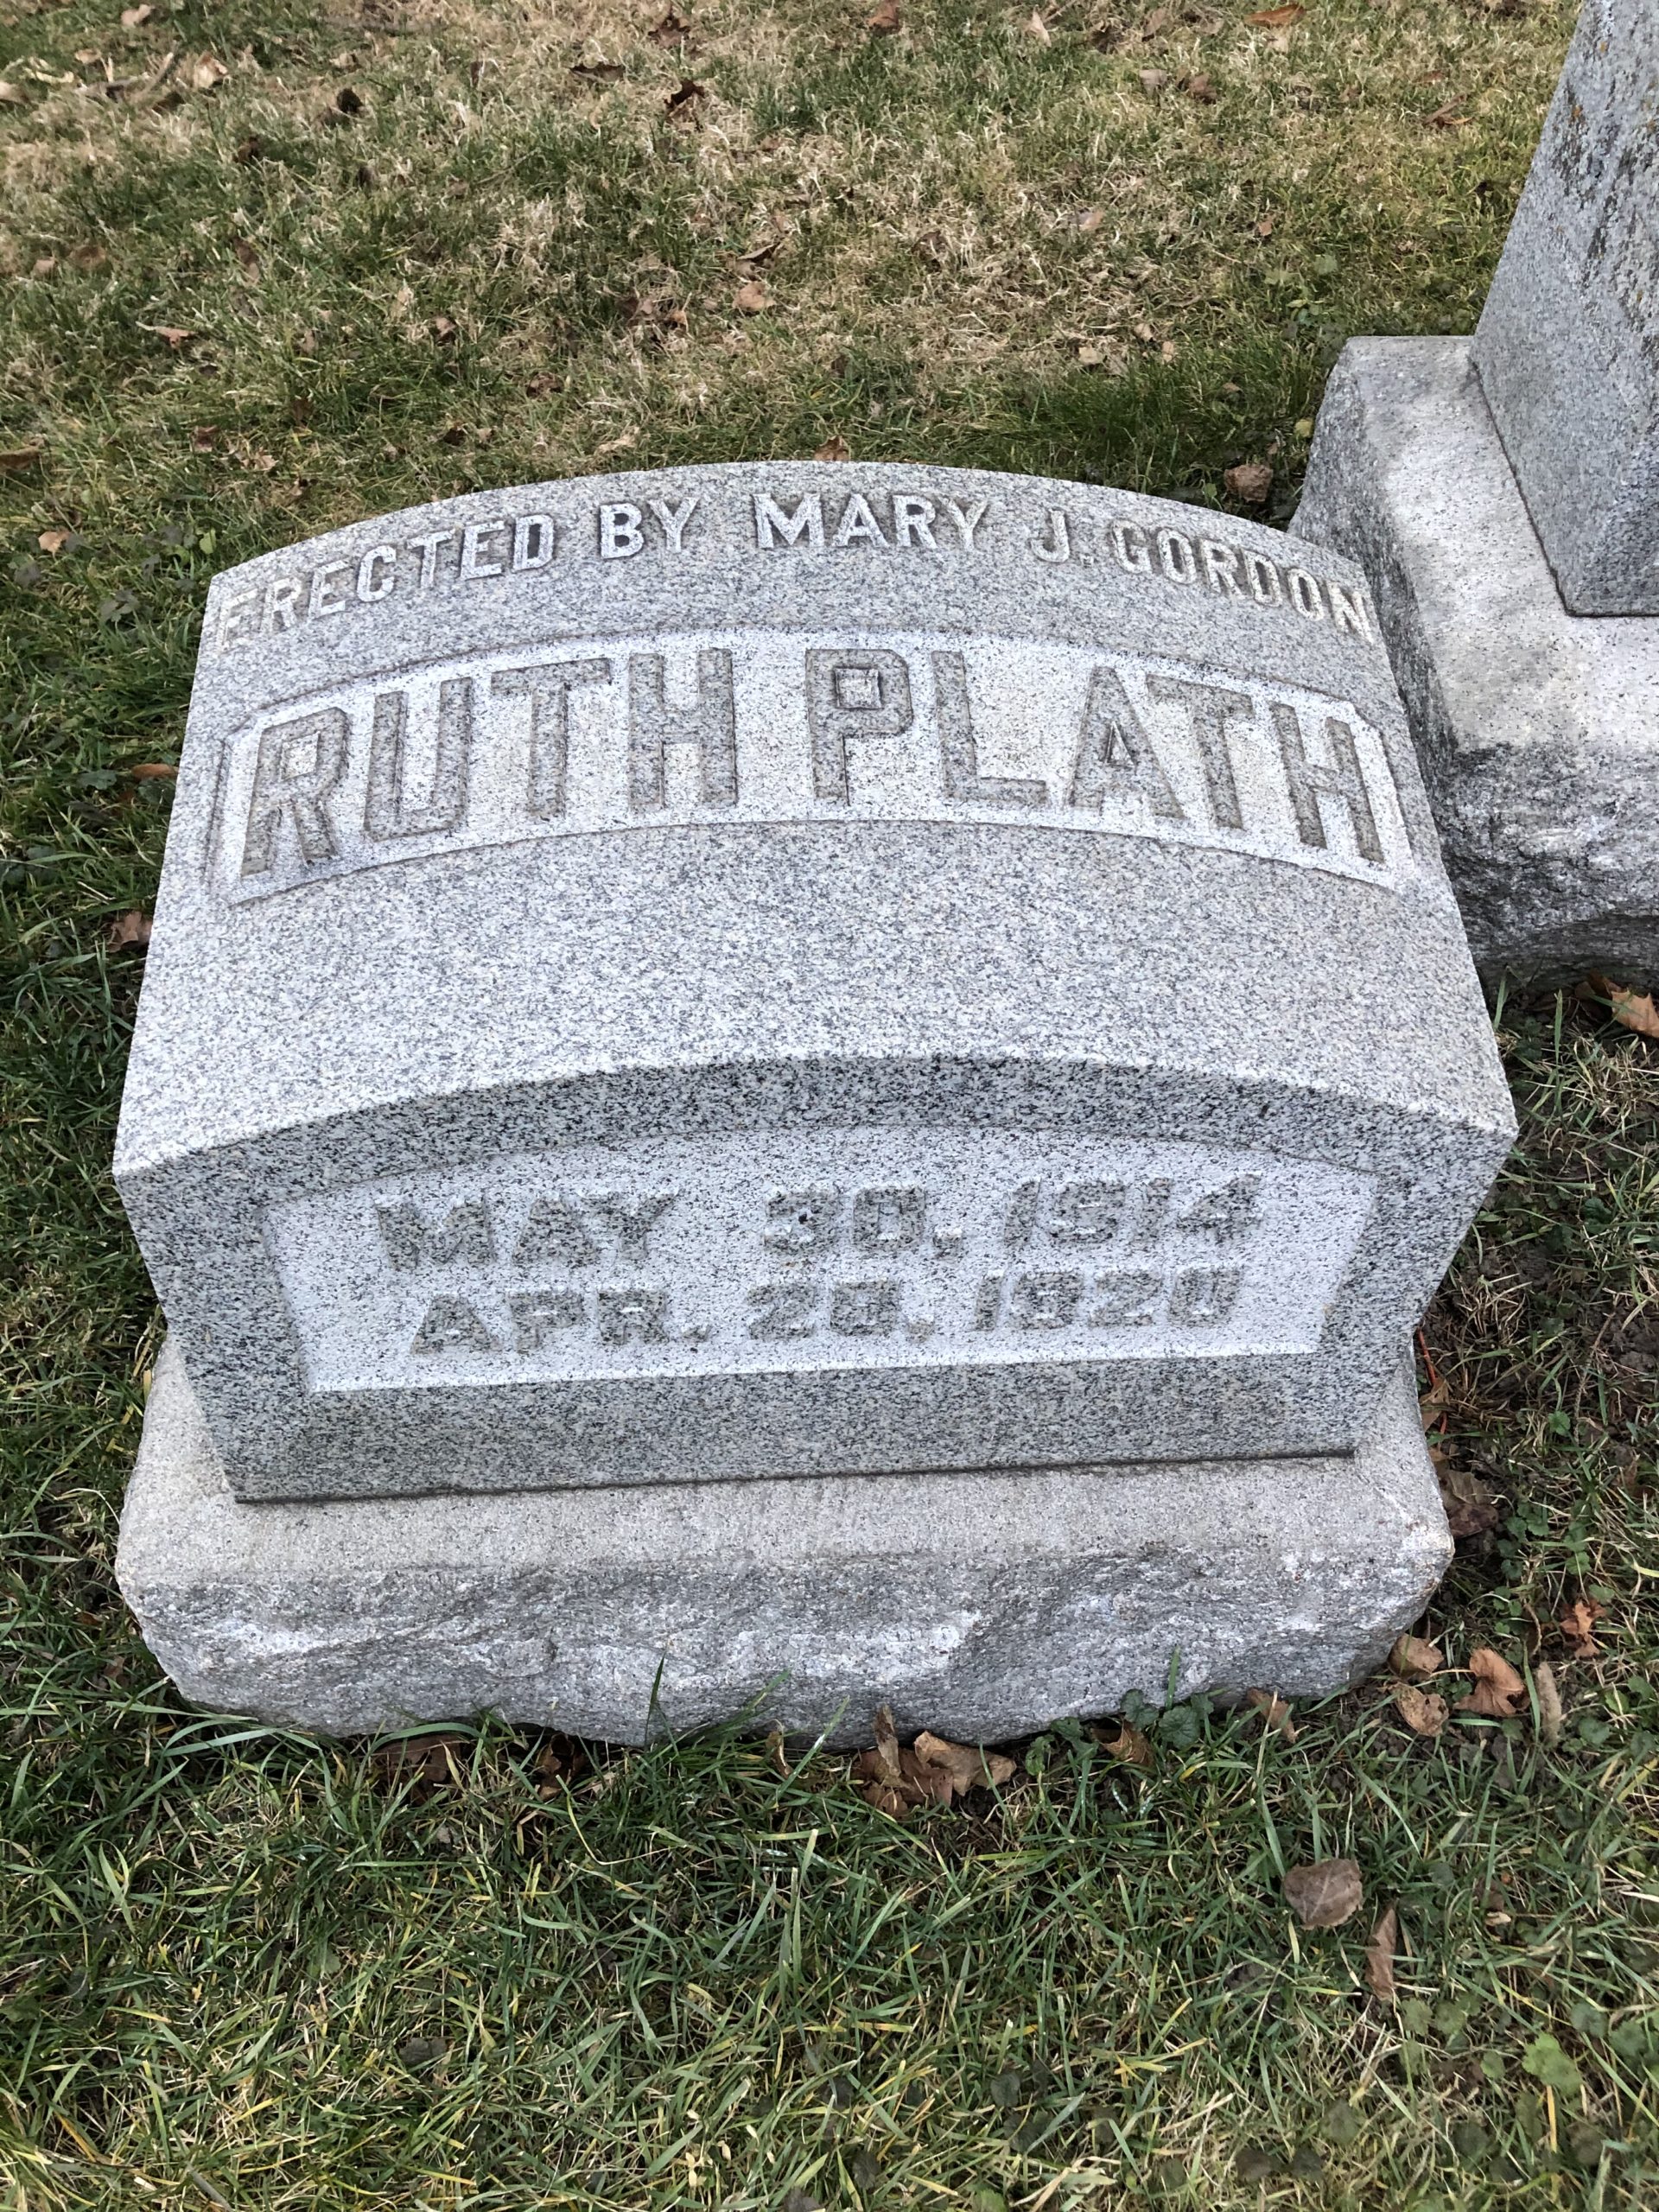 ERECTED BY MARY J. GORDON
RUTH PLATH
MAY 30, 1914
APR. 28, 1920